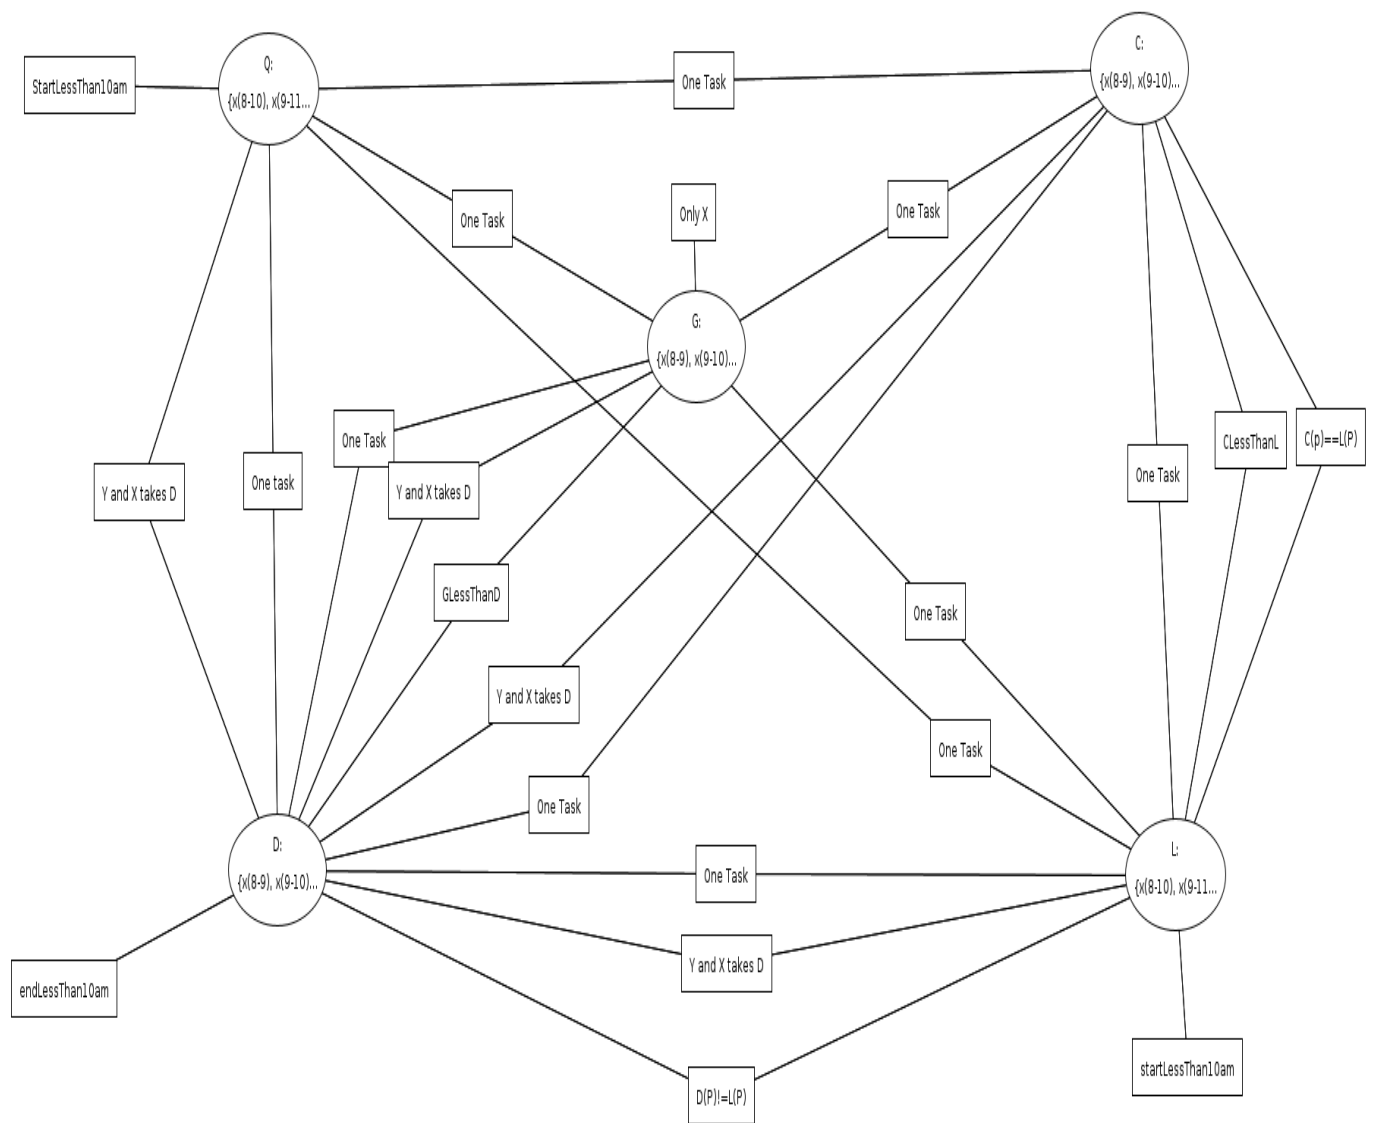 Q:
{x(8-10), x(9-11...
C:
{x(8-9), x(9-10)...
StartLessThan10am
One Task
One Task
Only X
One Task
G:
{x(8-9), x(9-10)...
One Task
Y and X takes D
One task
Y and X takes D
CLessThanL
C(p)==L(P)
One Task
GLessThanD
One Task
Y and X takes D
One Task
One Task
D:
{x(8-9), x(9-10)...
One Task
L:
{x(8-10), x(9-11...
Y and X takes D
endLessThan10am
startLessThan10am
D(P)!=L(P)